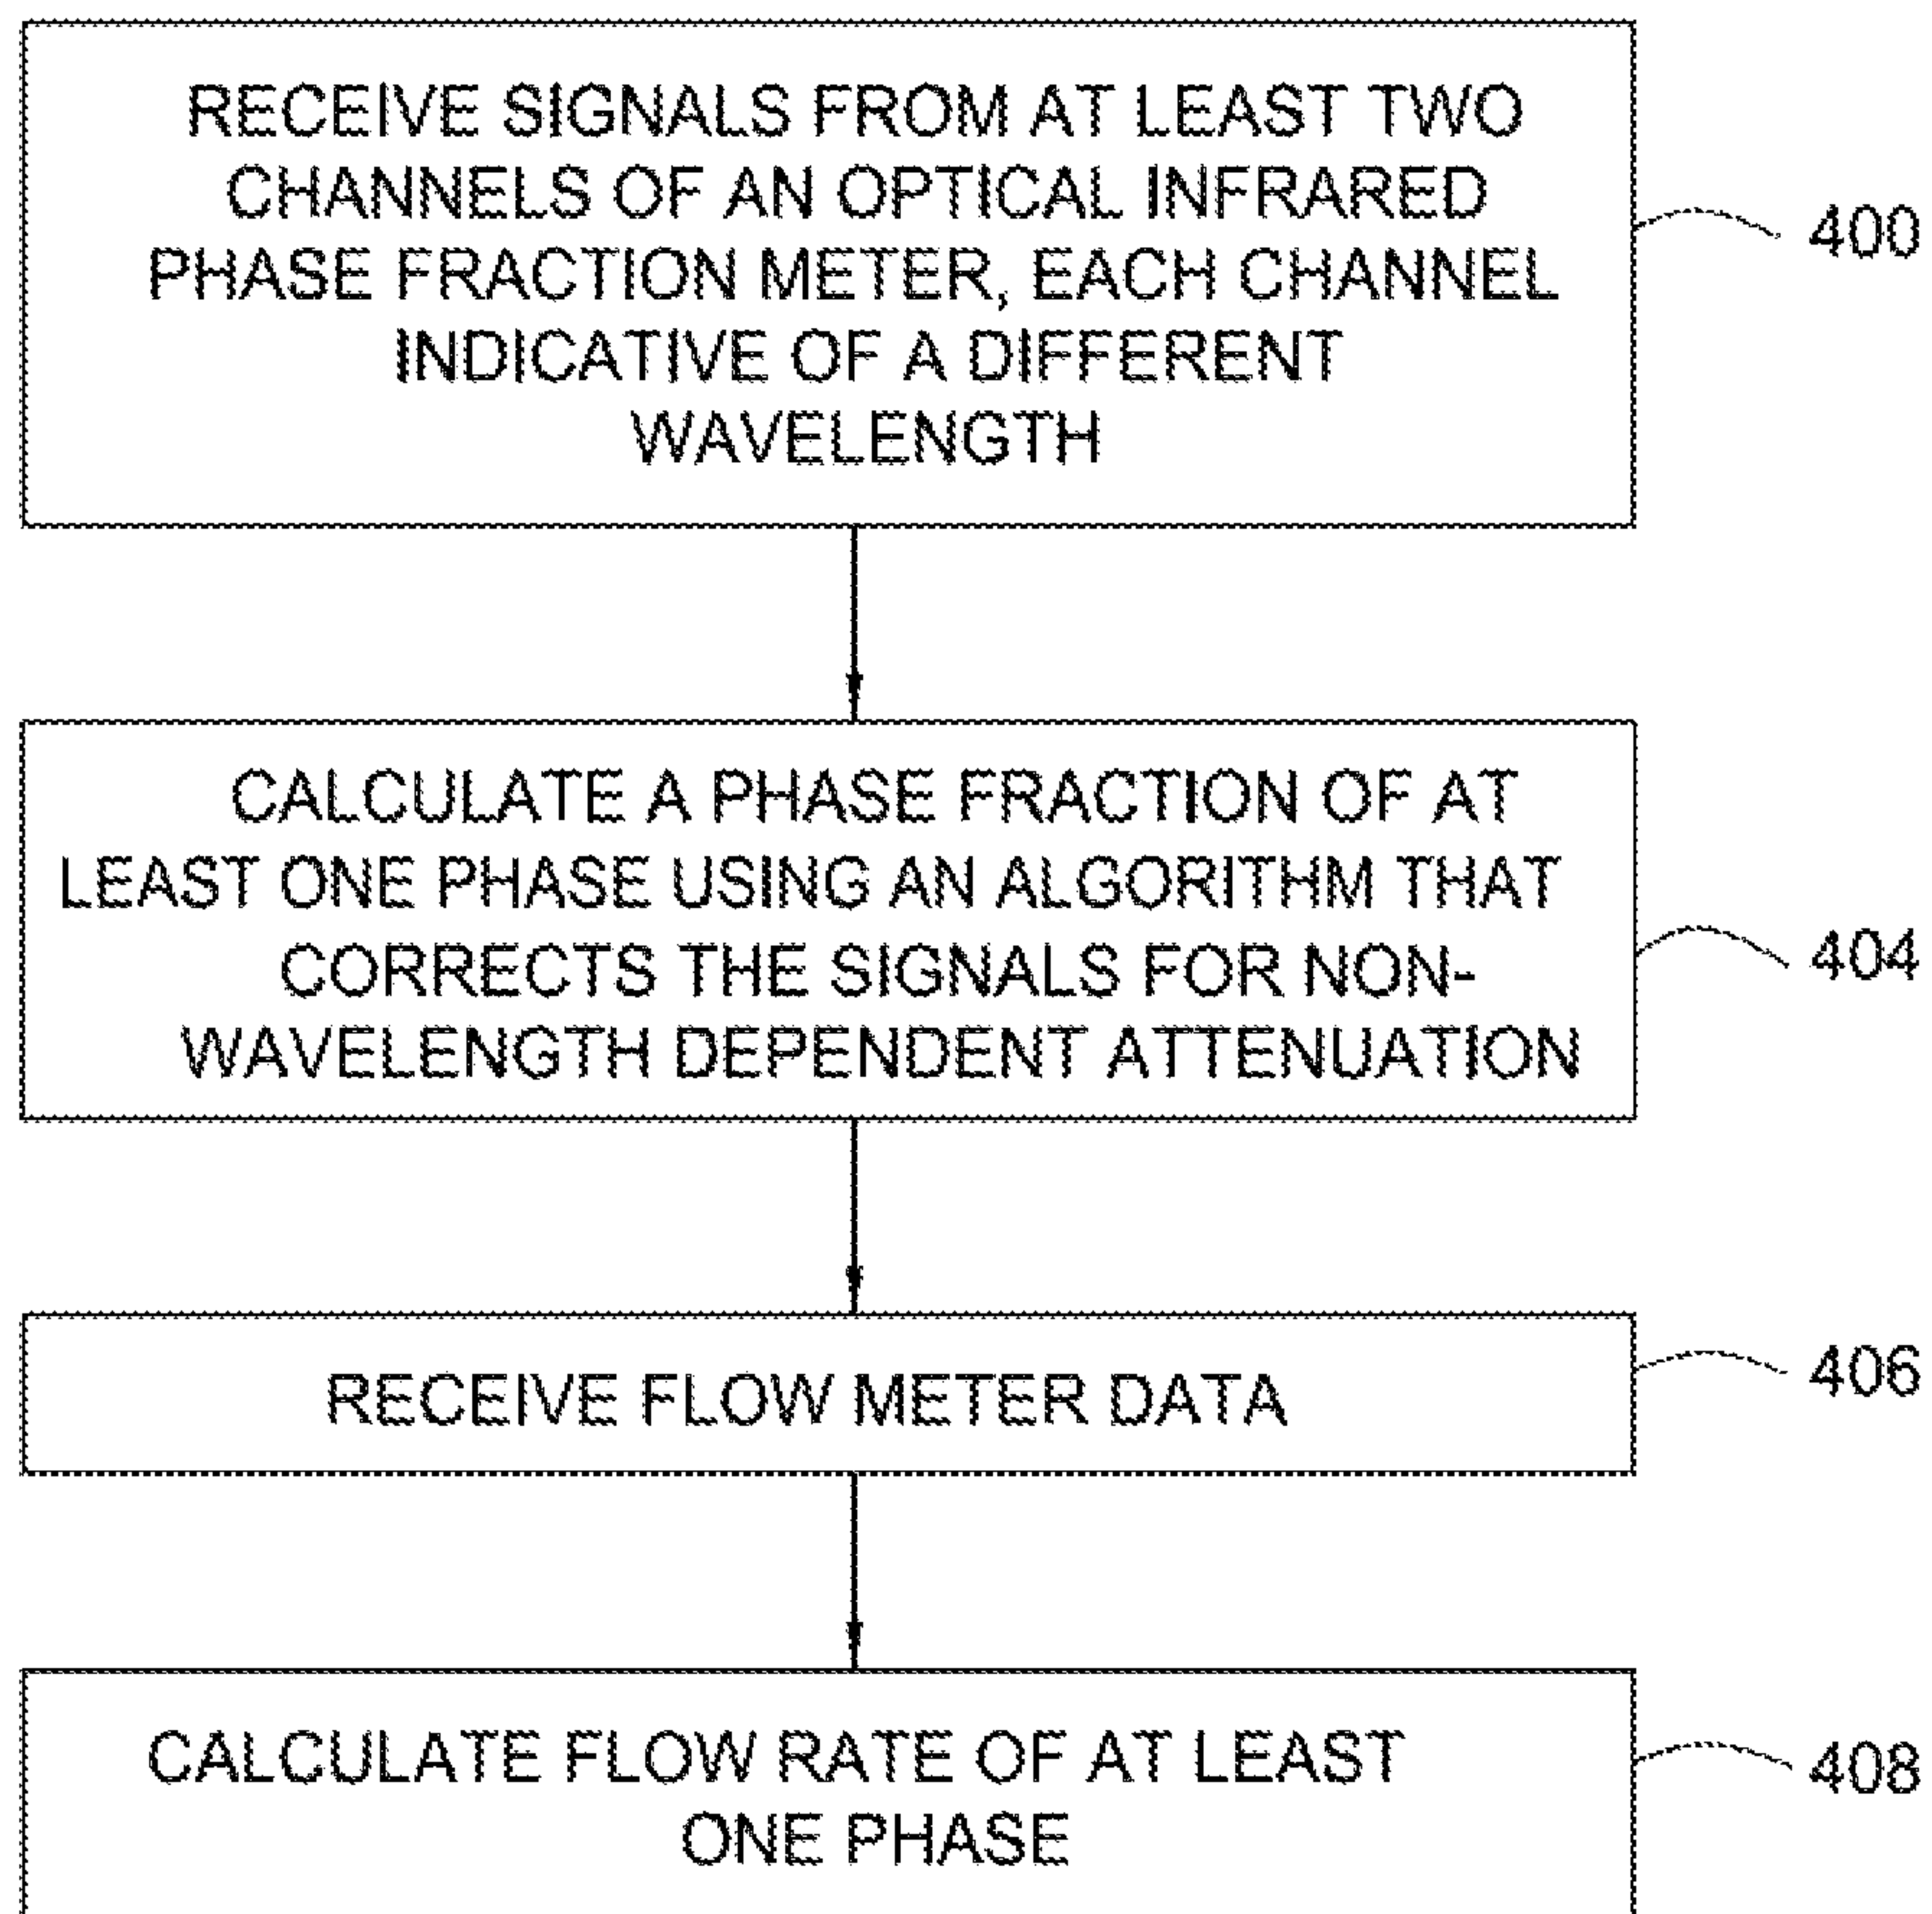 RECEIVE SIGNALS FROM AT LEAST TWO
CHANNELS OF AN OPTICAL INFRARED
PHASE FRACTION METER, EACH CHANNEL
INDICATIVE OF A DIFFERENT
WAVELENGTH
400
CALCULATE A PHASE FRACTION OF AT
LEAST ONE PHASE USING AN ALGORITHM THAT
CORRECTS THE SIGNALS FOR NON-
WAVELENGTH DEPENDENT ATTENUATION
404
RECEIVE FLOW METER DATA
406
CALCULATE FLOW RATE OF AT LEAST
ONE PHASE
408